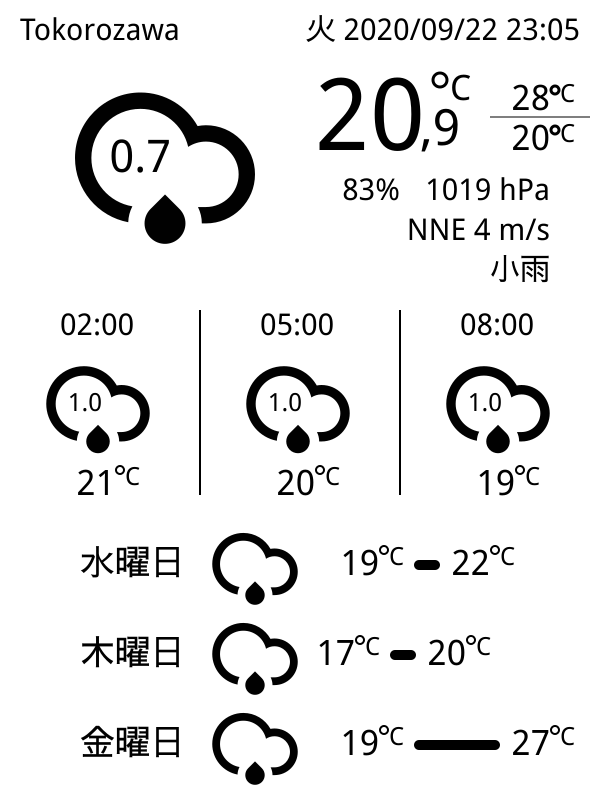 Tokorozawa 火 2020/09/22 23:05
0.7
20,9℃
28℃
20℃
83% 1019 hPa
NNE 4 m/s
小雨
02:00 05:00 08:00
1.0 1.0 1.0
21℃ 20℃ 19℃
水曜日 19℃ 22℃
木曜日 17℃ 20℃
金曜日 19℃ 27℃